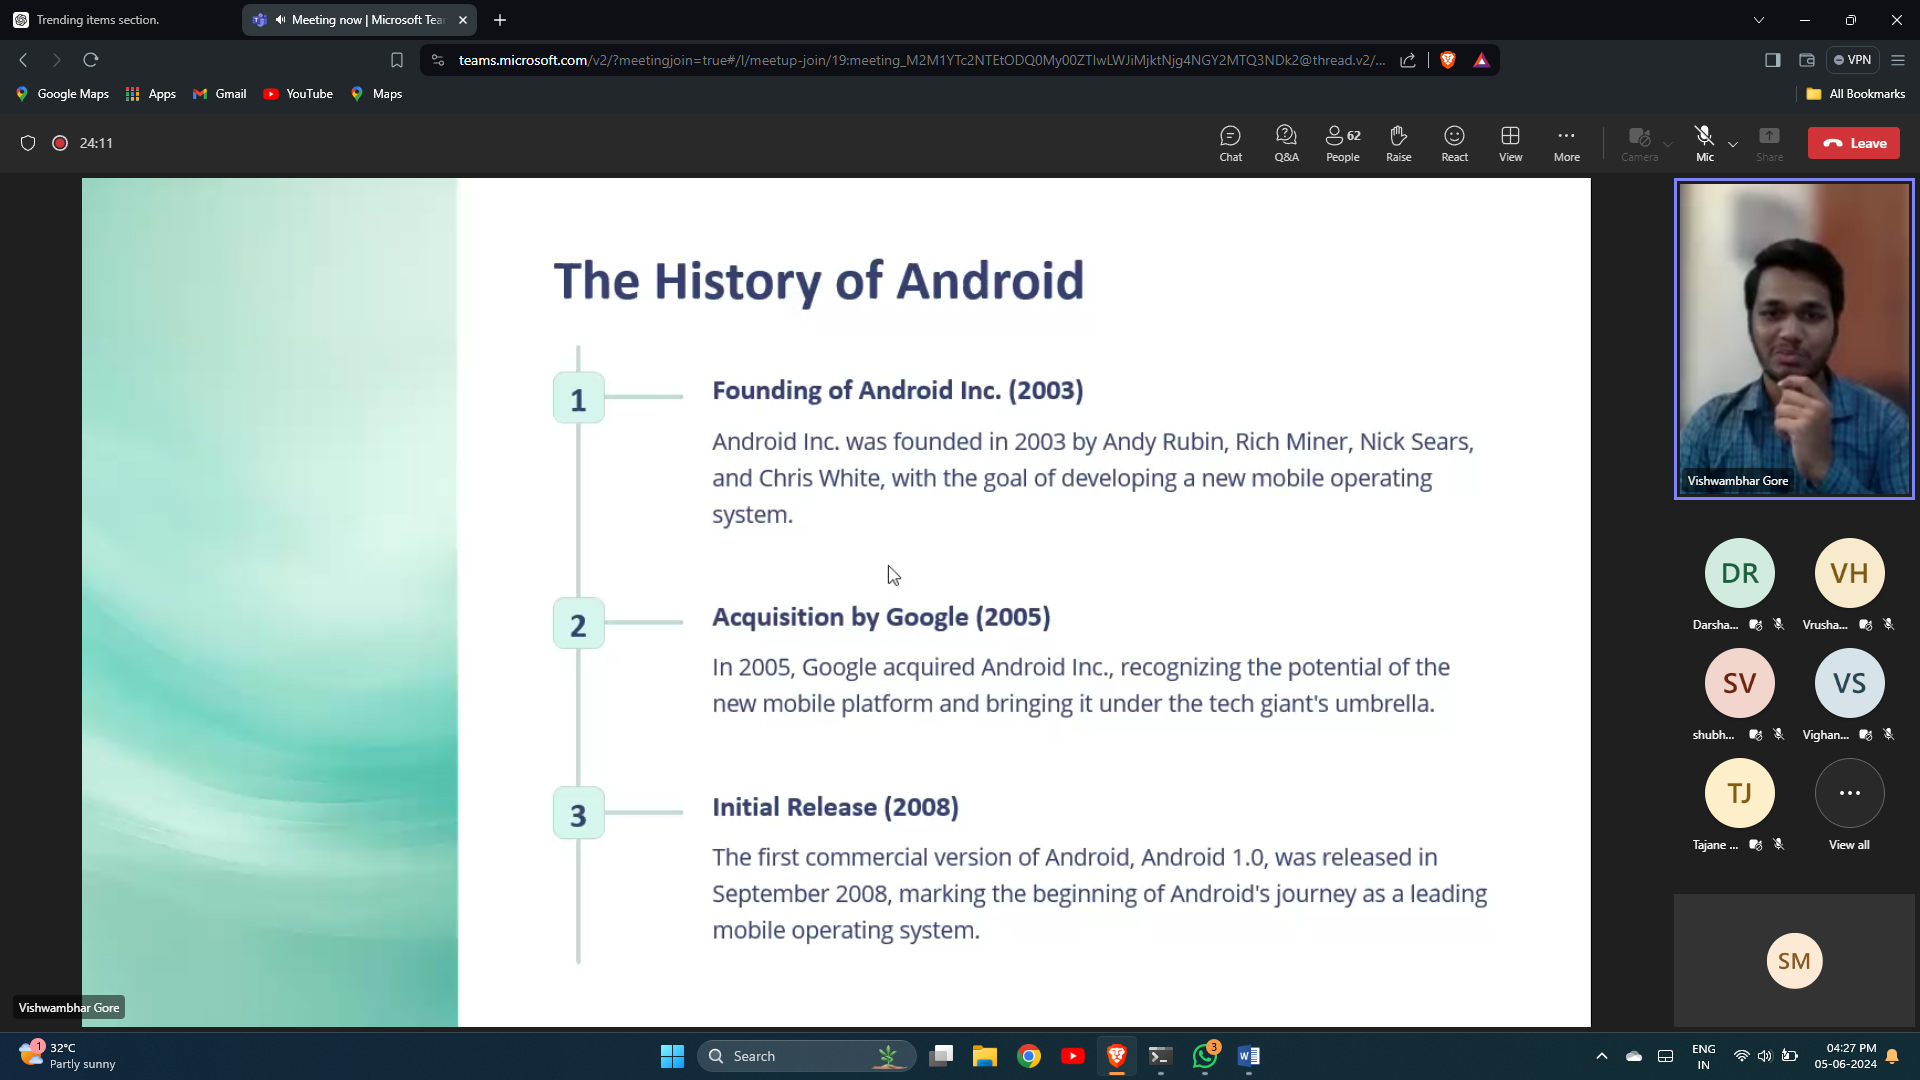 Trending items section.
Meeting now | Microsoft Tea
teams.microsoft.com/v2/?meetingjoin=true#/l/meetup-join/19:meeting_M2M1YTc2NTEtODQ0My00ZTIwLWJiMjktNjg4NGY2MTQ3NDk2@thread.v2/...
VPN
Google Maps
Apps
Gmail
YouTube
Maps
All Bookmarks
24:11
Chat
Q&A
62
People
Raise
React
View
More
Camera
Mic
Share
Leave
The History of Android
1
Founding of Android Inc. (2003)
Android Inc. was founded in 2003 by Andy Rubin, Rich Miner, Nick Sears,
and Chris White, with the goal of developing a new mobile operating
system.
2
Acquisition by Google (2005)
In 2005, Google acquired Android Inc., recognizing the potential of the
new mobile platform and bringing it under the tech giant's umbrella.
3
Initial Release (2008)
The first commercial version of Android, Android 1.0, was released in
September 2008, marking the beginning of Android's journey as a leading
mobile operating system.
Vishwambhar Gore
Vishwambhar Gore
DR
VH
Darsha...
Vrusha...
SV
VS
shubh...
Vighan...
TJ
Tajane ...
View all
SM
1
32°C
Partly sunny
Search
3
ENG
IN
04:27 PM
05-06-2024